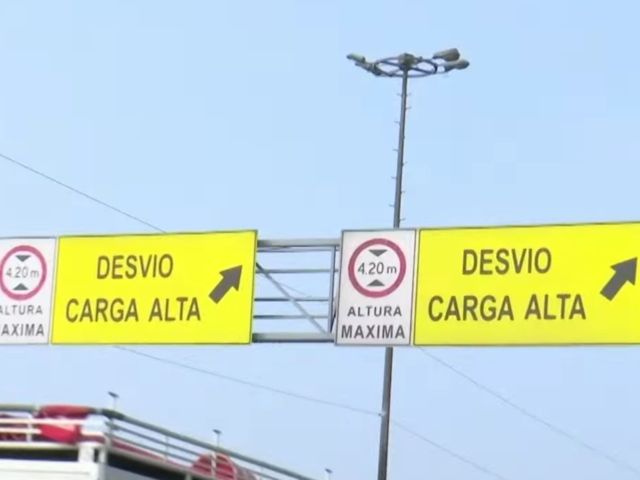 4.20 m
ALTURA
MAXIMA
DESVIO
CARGA ALTA
4.20 m
ALTURA
MAXIMA
DESVIO
CARGA ALTA